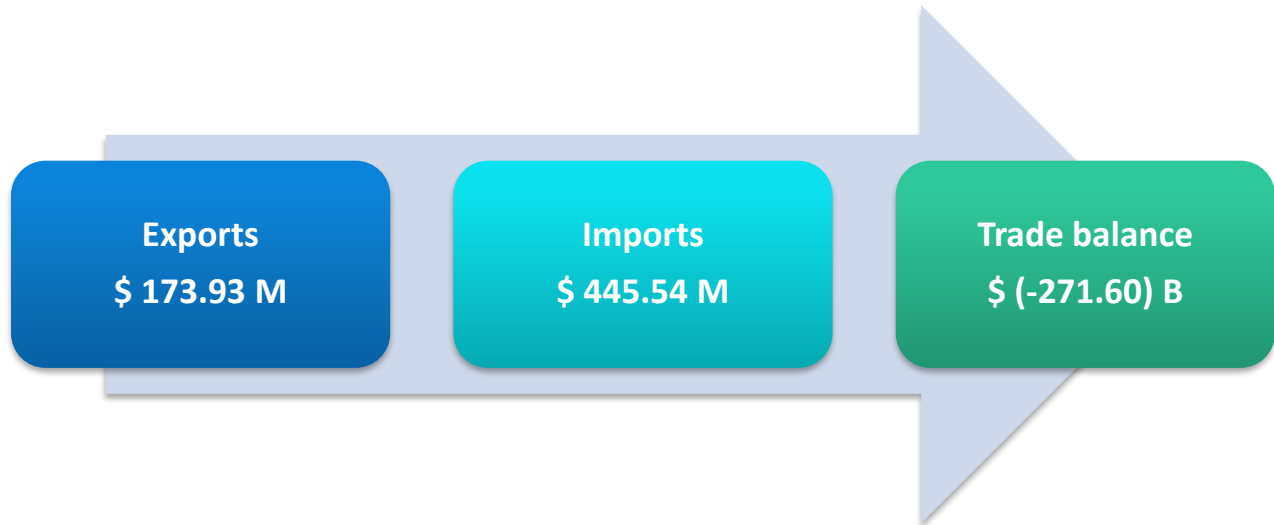 Exports
$ 173.93 M
Imports
$ 445.54 M
Trade balance
$ (-271.60) B